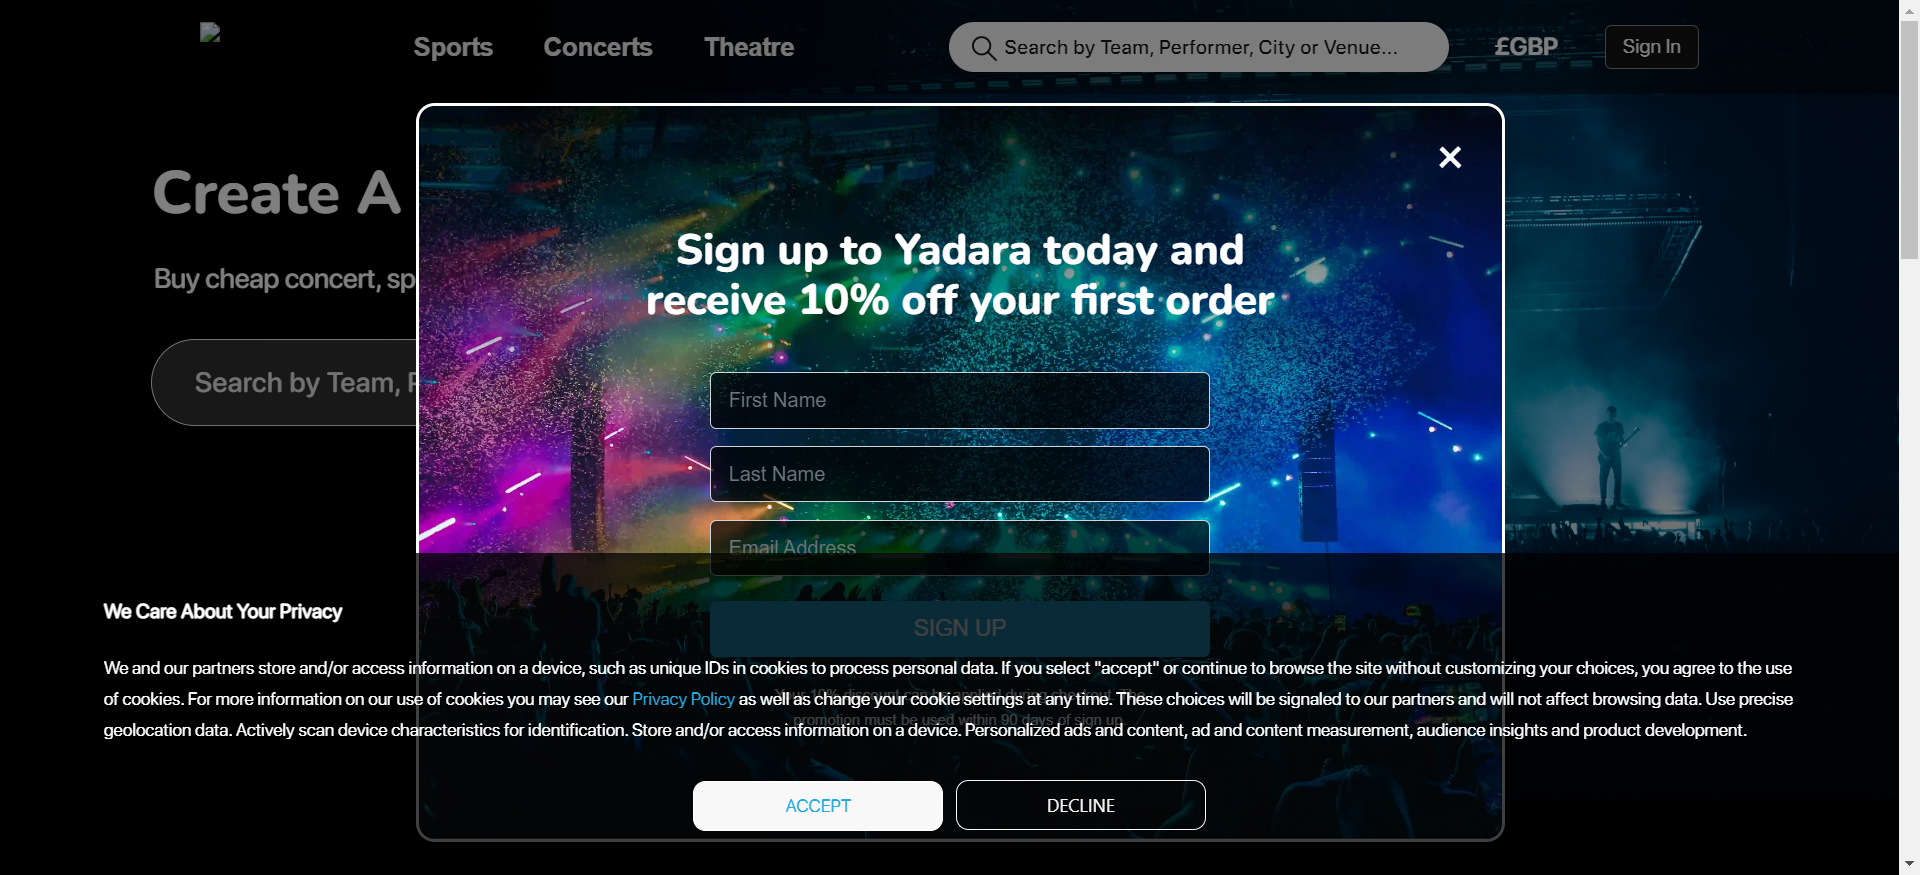 Sports Concerts Theatre Search by Team, Performer, City or Venue... £GBP Sign In
Create A
Buy cheap concert, sp
Search by Team, P
Sign up to Yadara today and
receive 10% off your first order
First Name
Last Name
Email Address
SIGN UP
Your 10% discount can be applied during checkout. The
promotion must be used within 90 days of sign up
We Care About Your Privacy
We and our partners store and/or access information on a device, such as unique IDs in cookies to process personal data. If you select "accept" or continue to browse the site without customizing your choices, you agree to the use
of cookies. For more information on our use of cookies you may see our Privacy Policy as well as change your cookie settings at any time. These choices will be signaled to our partners and will not affect browsing data. Use precise
geolocation data. Actively scan device characteristics for identification. Store and/or access information on a device. Personalized ads and content, ad and content measurement, audience insights and product development.
ACCEPT DECLINE